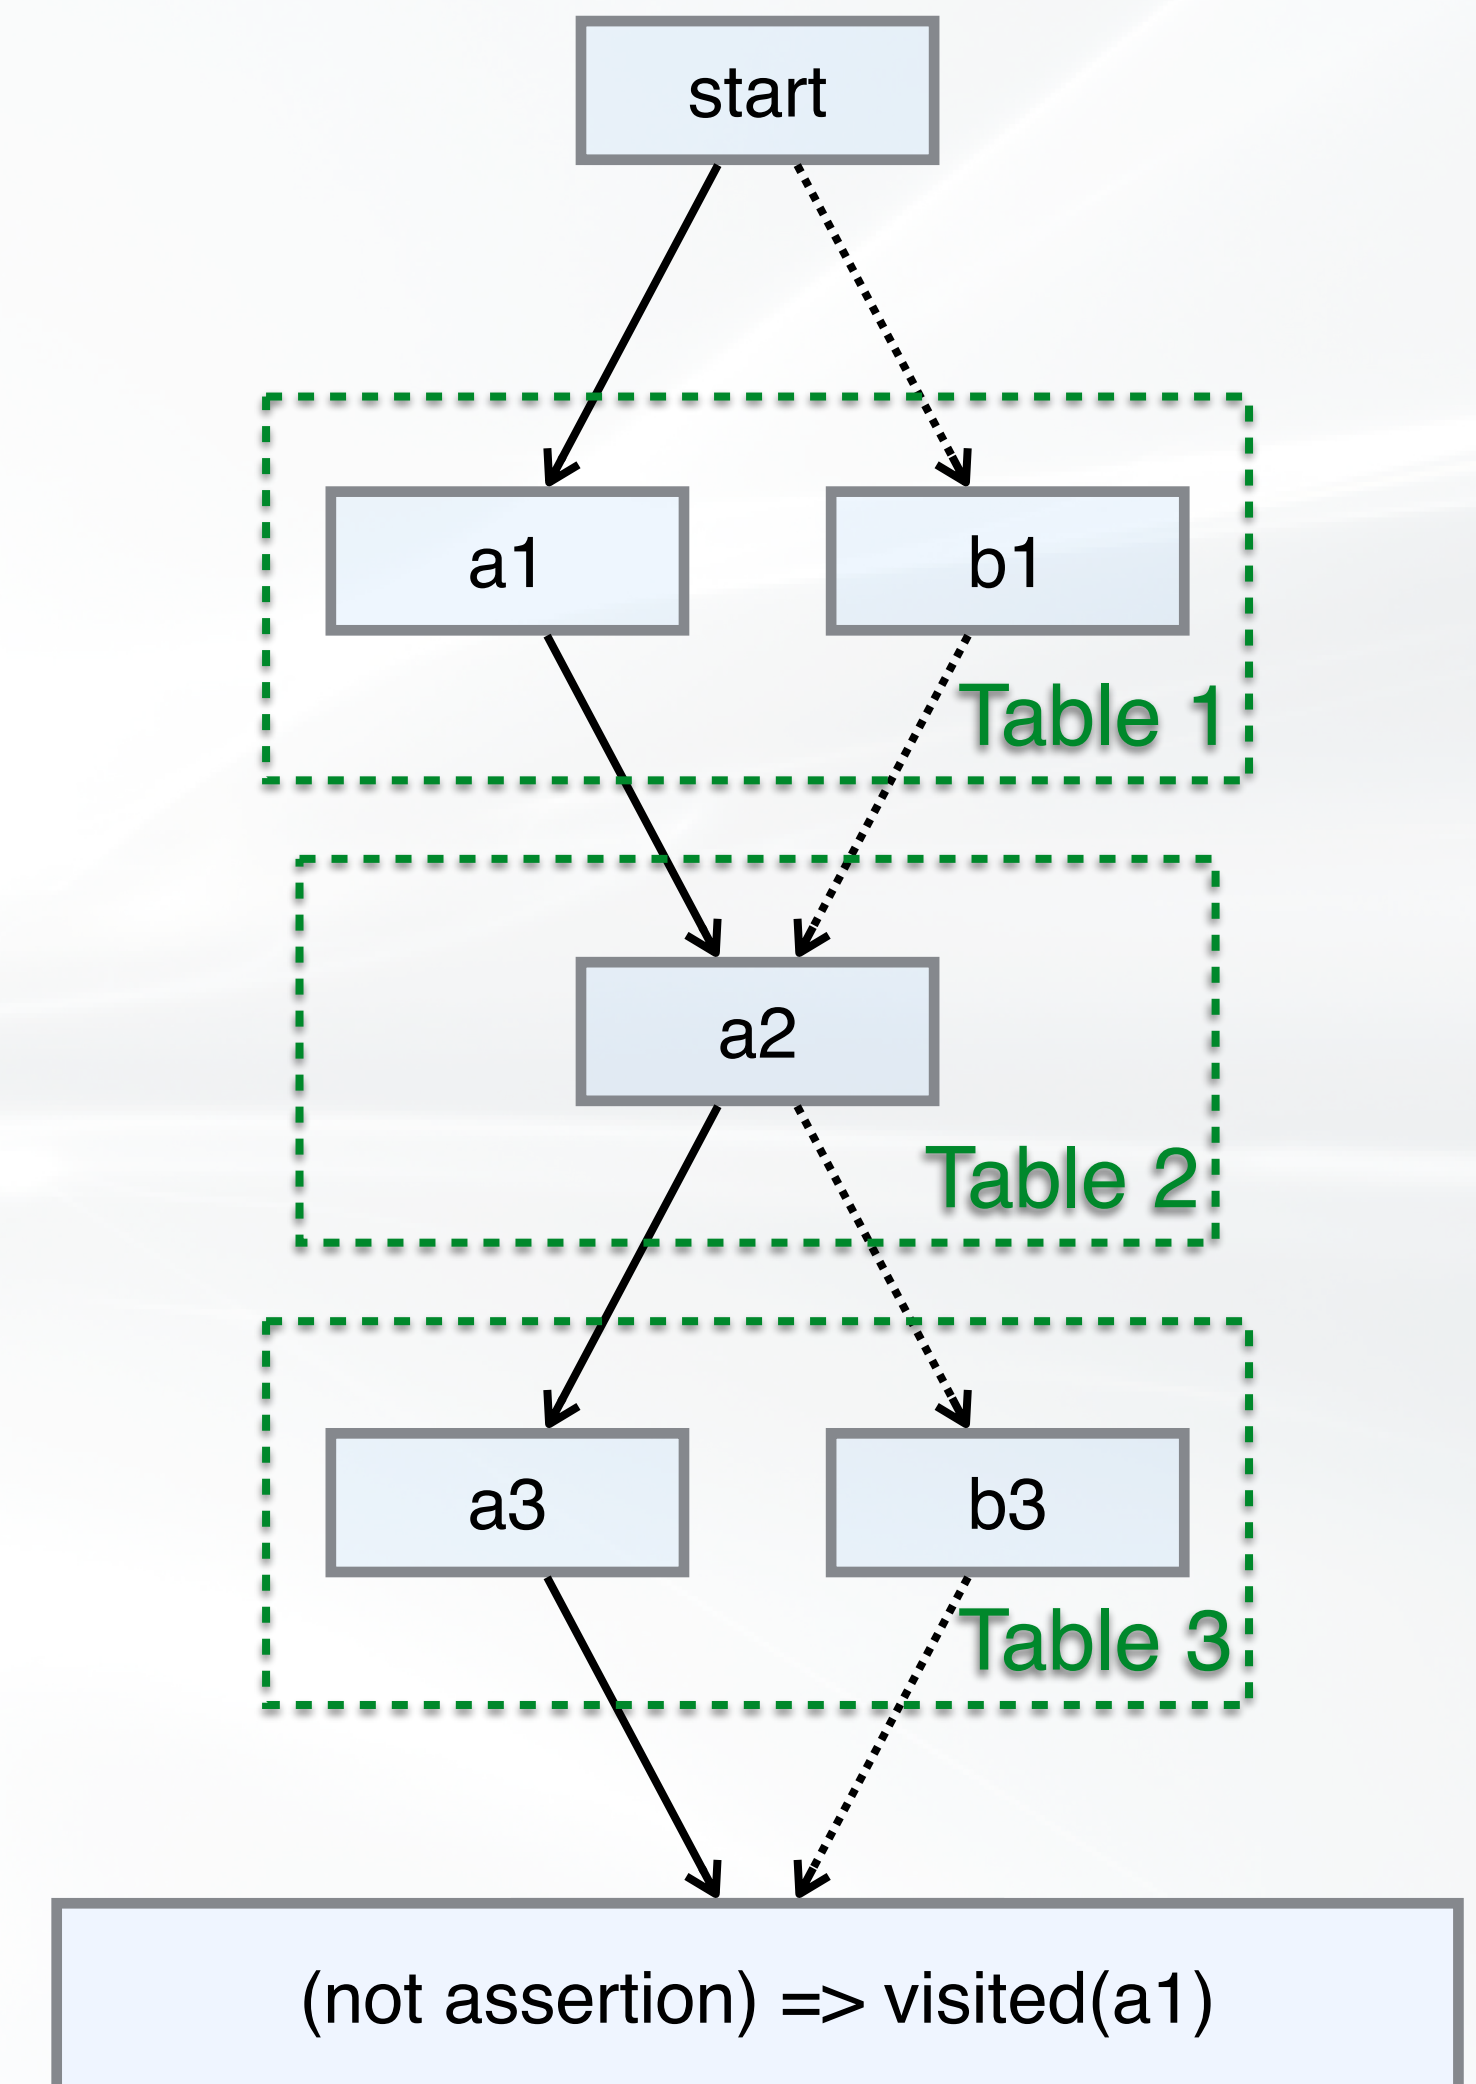 start
a1
b1
Table 1
a2
Table 2
a3
b3
Table 3
(not assertion) => visited(a1)